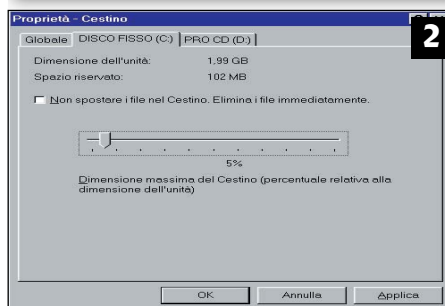 Proprietà - Cestino
2
Globale DISCO FISSO (C:) PRO CD (D:)
Dimensione dell'unità: 1,99 GB
Spazio riservato: 102 MB
Non spostare i file nel Cestino. Elimina i file immediatamente.
5%
Dimensione massima del Cestino (percentuale relativa alla
dimensione dell'unità)
OK Annulla Applica